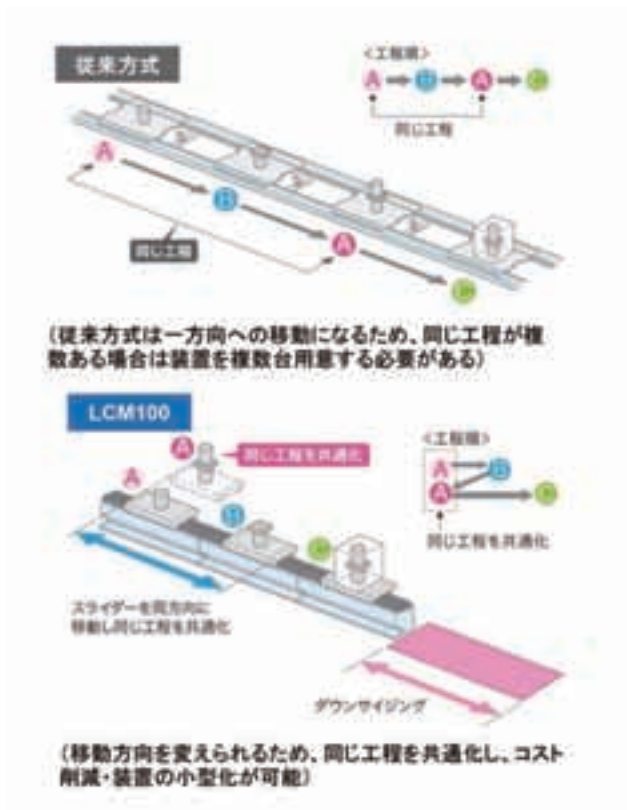 従来方式
<工程順>
A B A C
同じ工程
A
B
A
同じ工程
C
(従来方式は一方向への移動になるため、同じ工程が複
数ある場合は装置を複数台用意する必要がある)
LCM100
A
同じ工程を共通化
A
B
C
<工程順>
A
B
A
C
同じ工程を共通化
スライダーを両方向に
移動し同じ工程を共通化
ダウンサイジング
(移動方向を変えられるため、同じ工程を共通化し、コスト
削減・装置の小型化が可能)